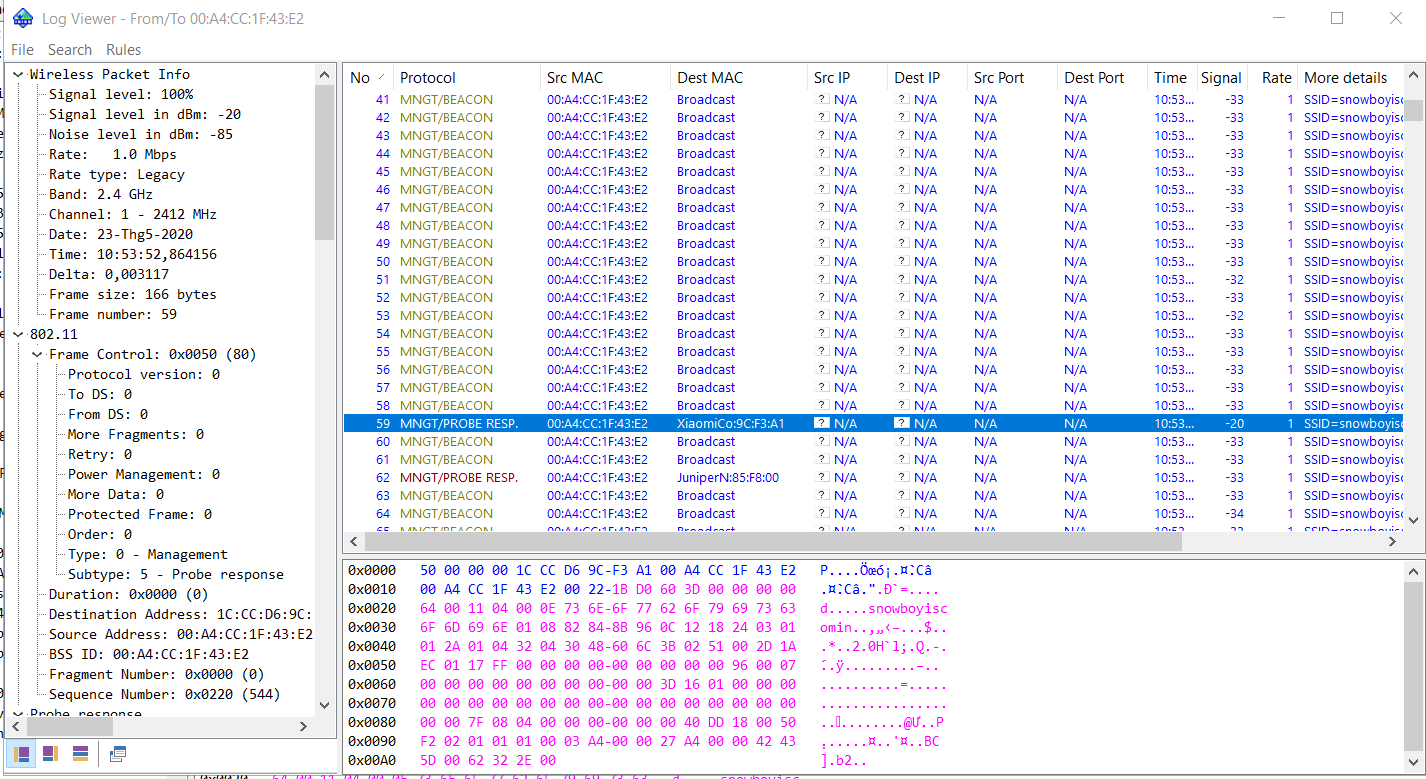 Log Viewer - From/To 00:A4:CC:1F:43:E2
File Search Rules
Wireless Packet Info
Signal level: 100%
Signal level in dBm: -20
Noise level in dBm: -85
Rate: 1.0 Mbps
Rate type: Legacy
Band: 2.4 GHz
Channel: 1 - 2412 MHz
Date: 23-Thg5-2020
Time: 10:53:52,864156
Delta: 0,003117
Frame size: 166 bytes
Frame number: 59
802.11
Frame Control: 0x0050 (80)
Protocol version: 0
To DS: 0
From DS: 0
More Fragments: 0
Retry: 0
Power Management: 0
More Data: 0
Protected Frame: 0
Order: 0
Type: 0 - Management
Subtype: 5 - Probe response
Duration: 0x0000 (0)
Destination Address: 1C:CC:D6:9C:
Source Address: 00:A4:CC:1F:43:E2
BSS ID: 00:A4:CC:1F:43:E2
Fragment Number: 0x0000 (0)
Sequence Number: 0x0220 (544)
Probe response
No Protocol Src MAC Dest MAC Src IP Dest IP Src Port Dest Port Time Signal Rate More details
41 MNGT/BEACON 00:A4:CC:1F:43:E2 Broadcast ? N/A ? N/A N/A N/A 10:53... -33 1 SSID=snowboyisc
42 MNGT/BEACON 00:A4:CC:1F:43:E2 Broadcast ? N/A ? N/A N/A N/A 10:53... -33 1 SSID=snowboyisc
43 MNGT/BEACON 00:A4:CC:1F:43:E2 Broadcast ? N/A ? N/A N/A N/A 10:53... -33 1 SSID=snowboyisc
44 MNGT/BEACON 00:A4:CC:1F:43:E2 Broadcast ? N/A ? N/A N/A N/A 10:53... -33 1 SSID=snowboyisc
45 MNGT/BEACON 00:A4:CC:1F:43:E2 Broadcast ? N/A ? N/A N/A N/A 10:53... -33 1 SSID=snowboyisc
46 MNGT/BEACON 00:A4:CC:1F:43:E2 Broadcast ? N/A ? N/A N/A N/A 10:53... -33 1 SSID=snowboyisc
47 MNGT/BEACON 00:A4:CC:1F:43:E2 Broadcast ? N/A ? N/A N/A N/A 10:53... -33 1 SSID=snowboyisc
48 MNGT/BEACON 00:A4:CC:1F:43:E2 Broadcast ? N/A ? N/A N/A N/A 10:53... -33 1 SSID=snowboyisc
49 MNGT/BEACON 00:A4:CC:1F:43:E2 Broadcast ? N/A ? N/A N/A N/A 10:53... -33 1 SSID=snowboyisc
50 MNGT/BEACON 00:A4:CC:1F:43:E2 Broadcast ? N/A ? N/A N/A N/A 10:53... -33 1 SSID=snowboyisc
51 MNGT/BEACON 00:A4:CC:1F:43:E2 Broadcast ? N/A ? N/A N/A N/A 10:53... -32 1 SSID=snowboyisc
52 MNGT/BEACON 00:A4:CC:1F:43:E2 Broadcast ? N/A ? N/A N/A N/A 10:53... -33 1 SSID=snowboyisc
53 MNGT/BEACON 00:A4:CC:1F:43:E2 Broadcast ? N/A ? N/A N/A N/A 10:53... -32 1 SSID=snowboyisc
54 MNGT/BEACON 00:A4:CC:1F:43:E2 Broadcast ? N/A ? N/A N/A N/A 10:53... -33 1 SSID=snowboyisc
55 MNGT/BEACON 00:A4:CC:1F:43:E2 Broadcast ? N/A ? N/A N/A N/A 10:53... -33 1 SSID=snowboyisc
56 MNGT/BEACON 00:A4:CC:1F:43:E2 Broadcast ? N/A ? N/A N/A N/A 10:53... -33 1 SSID=snowboyisc
57 MNGT/BEACON 00:A4:CC:1F:43:E2 Broadcast ? N/A ? N/A N/A N/A 10:53... -33 1 SSID=snowboyisc
58 MNGT/BEACON 00:A4:CC:1F:43:E2 Broadcast ? N/A ? N/A N/A N/A 10:53... -33 1 SSID=snowboyisc
59 MNGT/PROBE RESP. 00:A4:CC:1F:43:E2 XiaomiCo:9C:F3:A1 ? N/A ? N/A N/A N/A 10:53... -20 1 SSID=snowboyisc
60 MNGT/BEACON 00:A4:CC:1F:43:E2 Broadcast ? N/A ? N/A N/A N/A 10:53... -33 1 SSID=snowboyisc
61 MNGT/BEACON 00:A4:CC:1F:43:E2 Broadcast ? N/A ? N/A N/A N/A 10:53... -33 1 SSID=snowboyisc
62 MNGT/PROBE RESP. 00:A4:CC:1F:43:E2 JuniperN:85:F8:00 ? N/A ? N/A N/A N/A 10:53... -33 1 SSID=snowboyisc
63 MNGT/BEACON 00:A4:CC:1F:43:E2 Broadcast ? N/A ? N/A N/A N/A 10:53... -33 1 SSID=snowboyisc
64 MNGT/BEACON 00:A4:CC:1F:43:E2 Broadcast ? N/A ? N/A N/A N/A 10:53... -34 1 SSID=snowboyisc
0x0000 50 00 00 00 1C CC D6 9C-F3 A1 00 A4 CC 1F 43 E2
0x0010 00 A4 CC 1F 43 E2 00 22-1B D0 60 3D 00 00 00 00
0x0020 64 00 11 04 00 0E 73 6E-6F 77 62 6F 79 69 73 63 d.....snowboyisc
0x0030 6F 6D 69 6E 01 08 82 84-8B 96 0C 12 18 24 03 01 omin..‚„‹–...$..
0x0040 01 2A 01 04 32 04 30 48-60 6C 3B 02 51 00 2D 1A .*..2.0H`l;.Q.-.
0x0050 EC 01 17 FF 00 00 00 00-00 00 00 00 00 96 00 07
0x0060 00 00 00 00 00 00 00 00-00 00 3D 16 01 00 00 00 ..........=.....
0x0070 00 00 00 00 00 00 00 00-00 00 00 00 00 00 00 00 ................
0x0080 00 00 7F 08 04 00 00 00-00 00 00 40 DD 18 00 50
0x0090 F2 02 01 01 01 00 03 A4-00 00 27 A4 00 00 42 43
0x00A0 5D 00 62 32 2E 00 ].b2..